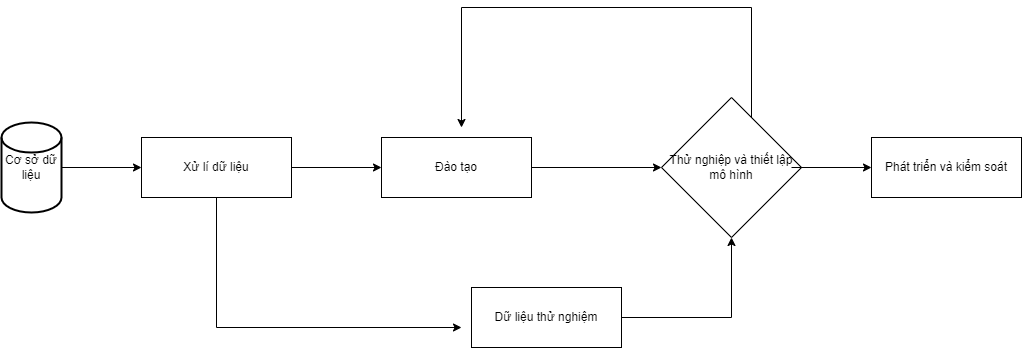 Cơ sở dữ
liệu
Xử lí dữ liệu
Đào tạo
Thử nghiệp và thiết lập
mô hình
Phát triển và kiểm soát
Dữ liệu thử nghiệm